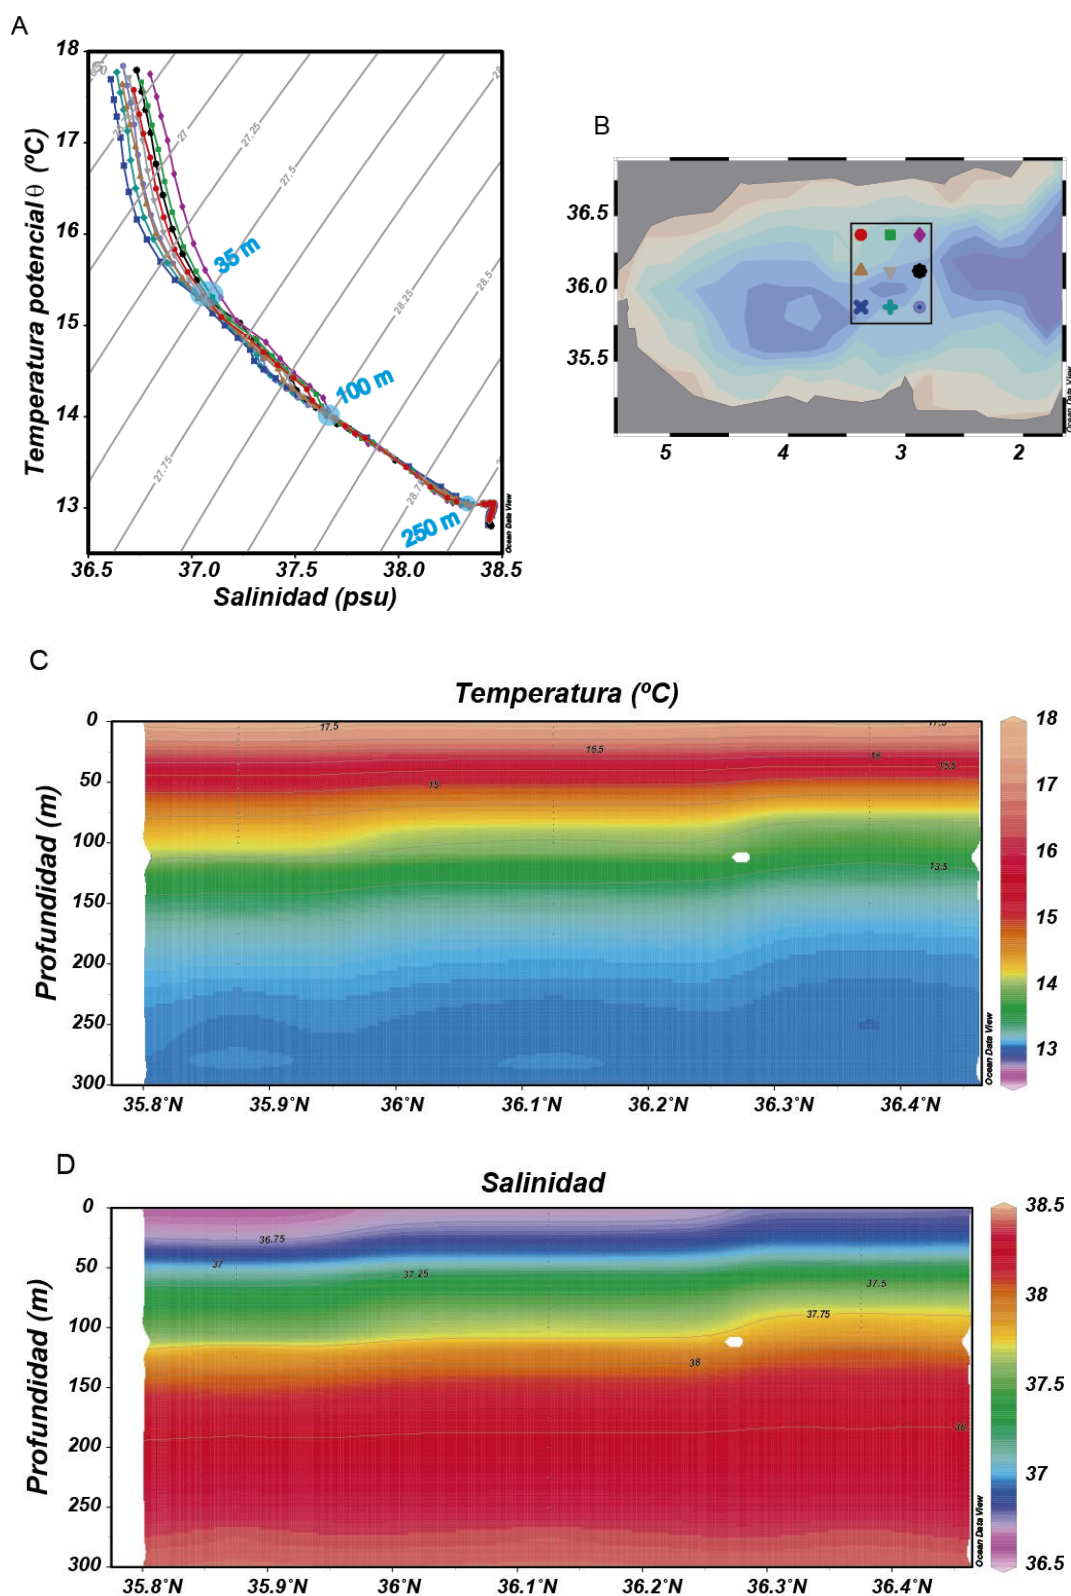 A
18
17
16
15
14
13
Temperatura potencial θ (ºC)
27
27.25
27.5
27.75
28.25
28.5
28
35 m
100 m
250 m
36.5 37.0 37.5 38.0 38.5
Salinidad (psu)
Ocean Data View
B
36.5
36.0
35.5
5 4 3 2
Ocean Data View
C
Temperatura (ºC)
0
50
100
150
200
250
300
Profundidad (m)
17.5
16.5
16
15.5
15
13.5
35.8˚N 35.9˚N 36˚N 36.1˚N 36.2˚N 36.3˚N 36.4˚N
Ocean Data View
18
17
16
15
14
13
D
Salinidad
0
50
100
150
200
250
300
Profundidad (m)
36.75
37
37.25
37.5
37.75
38
38
35.8˚N 35.9˚N 36˚N 36.1˚N 36.2˚N 36.3˚N 36.4˚N
Ocean Data View
38.5
38
37.5
37
36.5